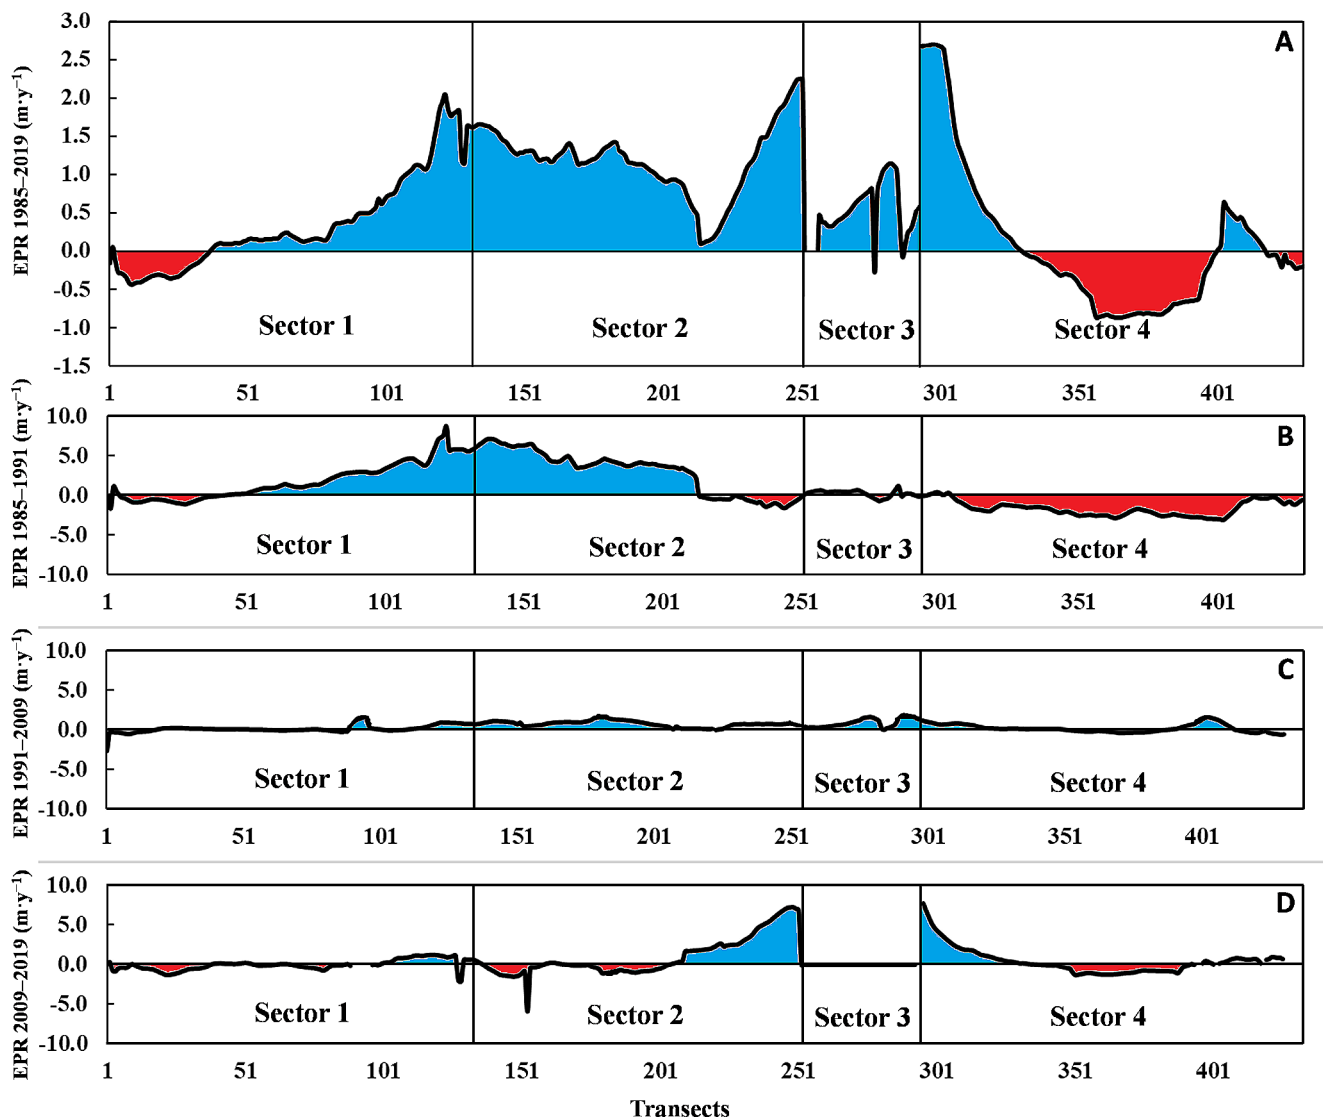 EPR 1985–2019 (m·y⁻¹)
3.0
2.5
2.0
1.5
1.0
0.5
0.0
-0.5
-1.0
-1.5
A
Sector 1 Sector 2 Sector 3 Sector 4
1 51 101 151 201 251 301 351 401
EPR 1985–1991 (m·y⁻¹)
10.0
5.0
0.0
-5.0
-10.0
B
Sector 1 Sector 2 Sector 3 Sector 4
1 51 101 151 201 251 301 351 401
EPR 1991–2009 (m·y⁻¹)
10.0
5.0
0.0
-5.0
-10.0
C
Sector 1 Sector 2 Sector 3 Sector 4
1 51 101 151 201 251 301 351 401
EPR 2009–2019 (m·y⁻¹)
10.0
5.0
0.0
-5.0
-10.0
D
Sector 1 Sector 2 Sector 3 Sector 4
1 51 101 151 201 251 301 351 401
Transects